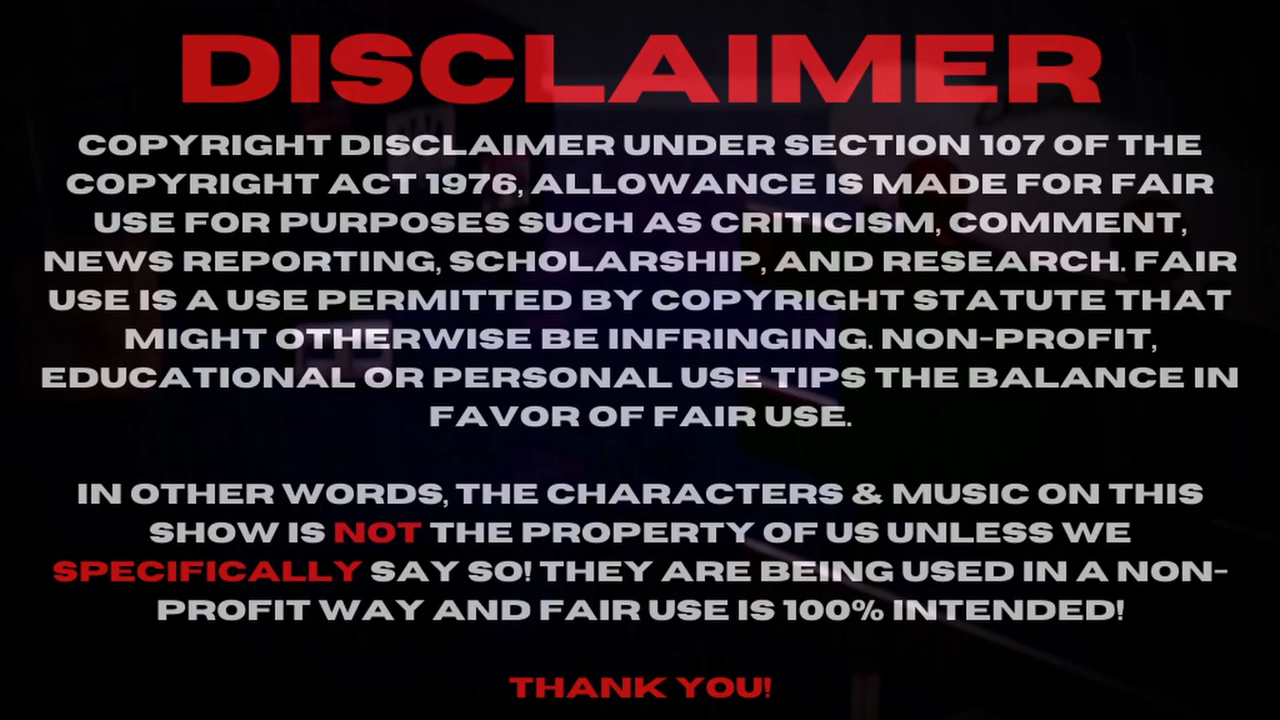 DISCLAIMER
COPYRIGHT DISCLAIMER UNDER SECTION 107 OF THE
COPYRIGHT ACT 1976, ALLOWANCE IS MADE FOR FAIR
USE FOR PURPOSES SUCH AS CRITICISM, COMMENT,
NEWS REPORTING, SCHOLARSHIP, AND RESEARCH. FAIR
USE IS A USE PERMITTED BY COPYRIGHT STATUTE THAT
MIGHT OTHERWISE BE INFRINGING. NON-PROFIT,
EDUCATIONAL OR PERSONAL USE TIPS THE BALANCE IN
FAVOR OF FAIR USE.
IN OTHER WORDS, THE CHARACTERS & MUSIC ON THIS
SHOW IS NOT THE PROPERTY OF US UNLESS WE
SPECIFICALLY SAY SO! THEY ARE BEING USED IN A NON-
PROFIT WAY AND FAIR USE IS 100% INTENDED!
THANK YOU!